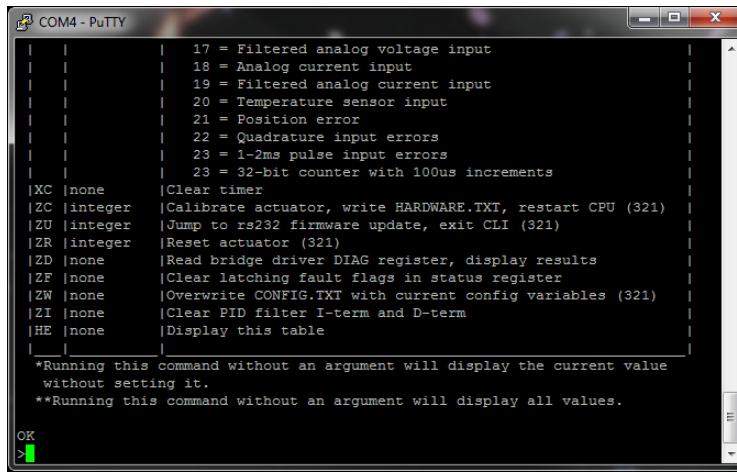 COM4 - PuTTY
| | | 17 = Filtered analog voltage input |
| | | 18 = Analog current input |
| | | 19 = Filtered analog current input |
| | | 20 = Temperature sensor input |
| | | 21 = Position error |
| | | 22 = Quadrature input errors |
| | | 23 = 1-2ms pulse input errors |
| | | 23 = 32-bit counter with 100us increments |
|XC |none |Clear timer |
|ZC |integer |Calibrate actuator, write HARDWARE.TXT, restart CPU (321) |
|ZU |integer |Jump to rs232 firmware update, exit CLI (321) |
|ZR |integer |Reset actuator (321) |
|ZD |none |Read bridge driver DIAG register, display results |
|ZF |none |Clear latching fault flags in status register |
|ZW |none |Overwrite CONFIG.TXT with current config variables (321) |
|ZI |none |Clear PID filter I-term and D-term |
|HE |none |Display this table |
|___|_________|____________________________________________________________|
*Running this command without an argument will display the current value
without setting it.
**Running this command without an argument will display all values.
OK
>